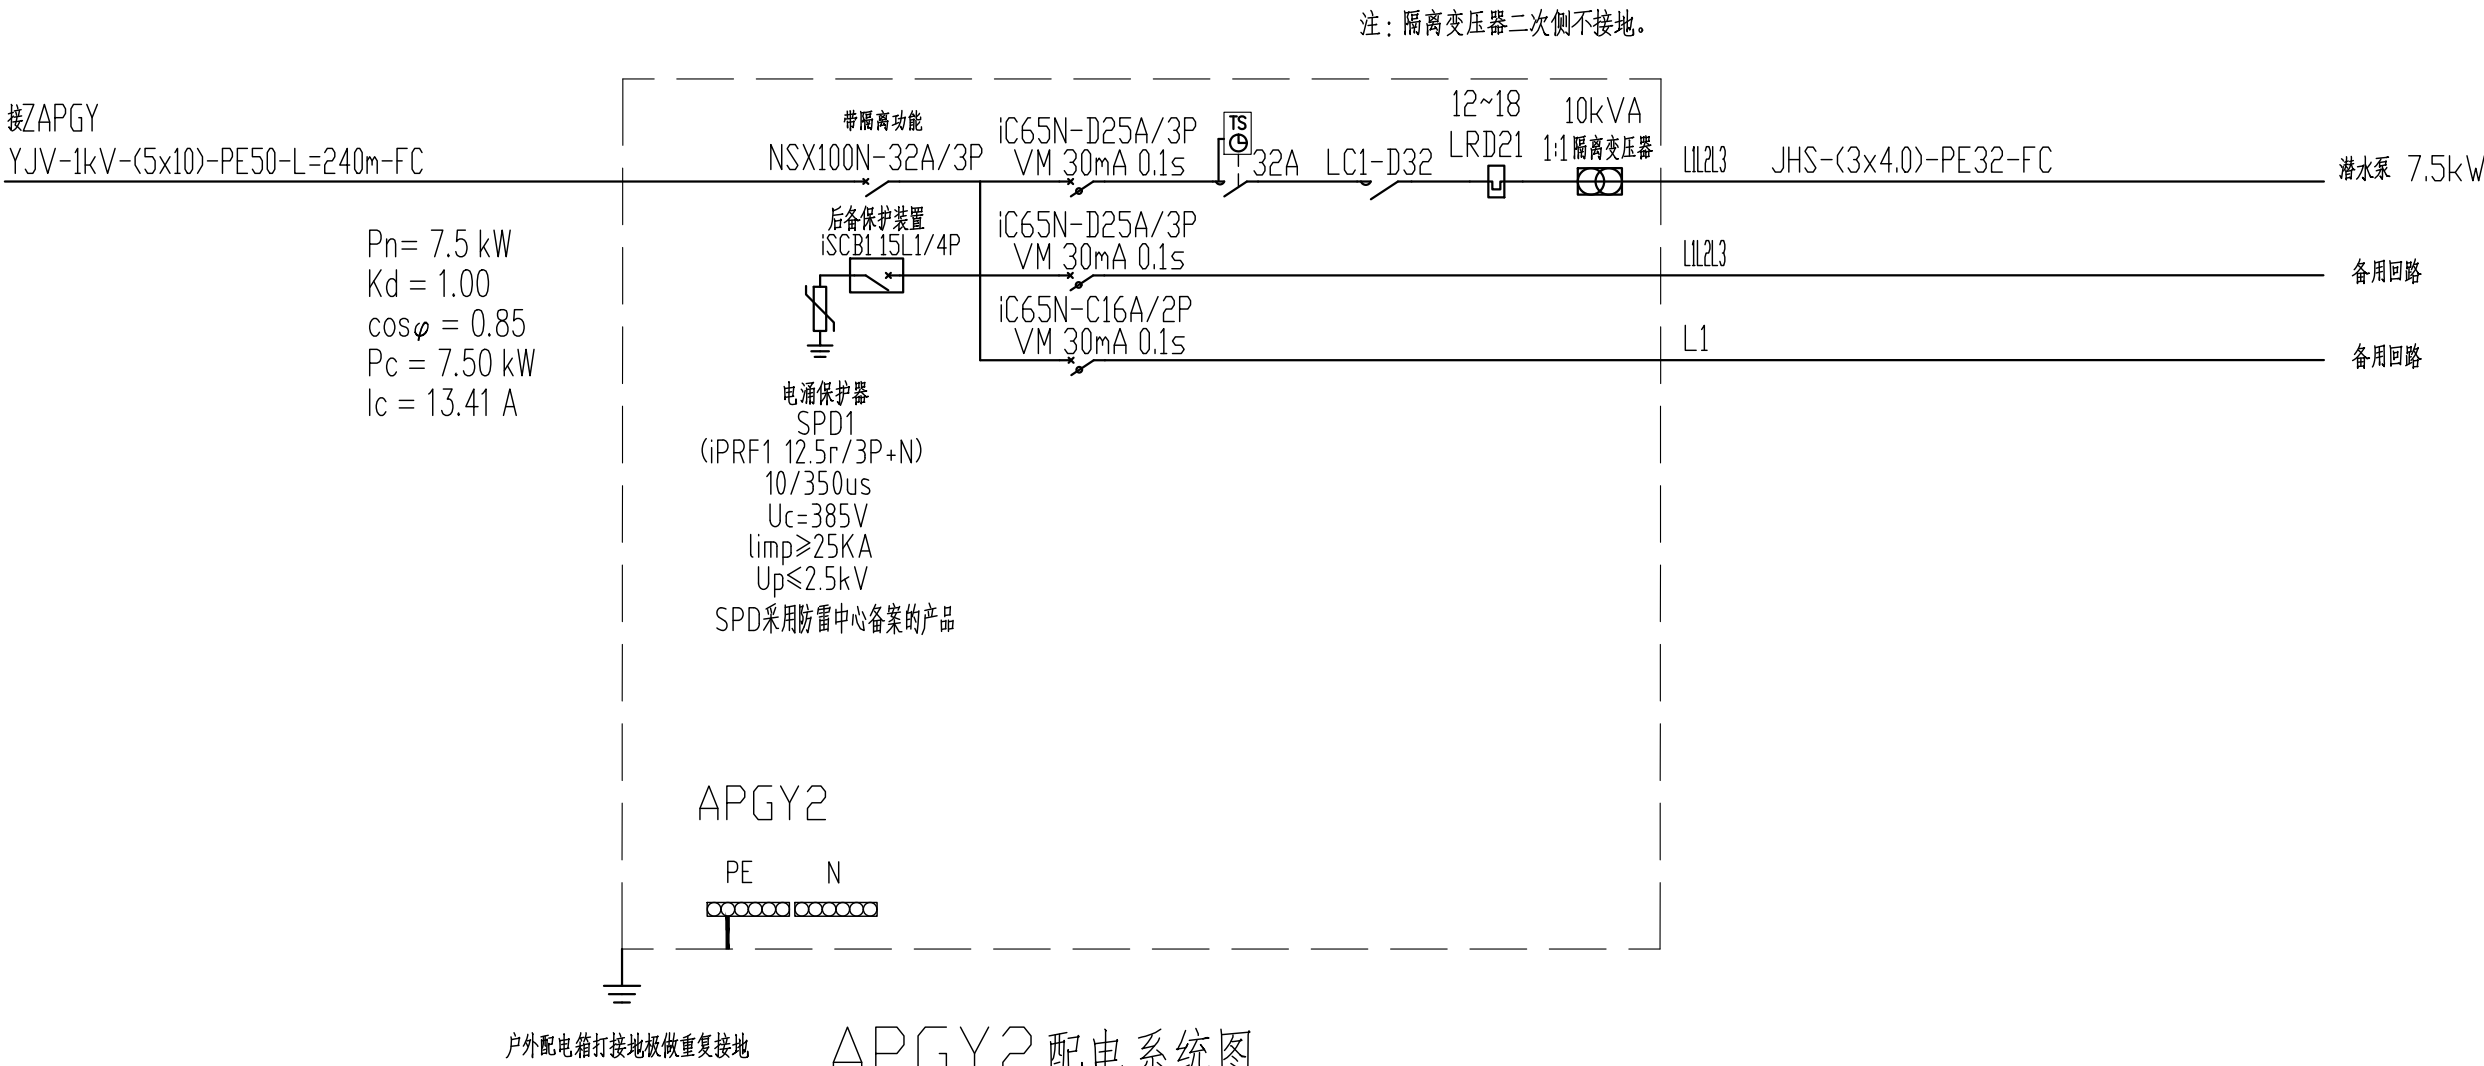 注：隔离变压器二次侧不接地。
接ZAPGY
YJV-1kV-(5x10)-PE50-L=240m-FC
Pn= 7.5 kW
Kd = 1.00
cosφ = 0.85
Pc = 7.50 kW
Ic = 13.41 A
带隔离功能
NSX100N-32A/3P
后备保护装置
iSCB1 15L1/4P
iC65N-D25A/3P
VM 30mA 0.1s
TS
32A
LC1-D32
12~18
LRD21
10kVA
1:1隔离变压器
L1L2L3
JHS-(3x4.0)-PE32-FC
潜水泵 7.5kW
iC65N-D25A/3P
VM 30mA 0.1s
L1L2L3
备用回路
iC65N-C16A/2P
VM 30mA 0.1s
L1
备用回路
电涌保护器
SPD1
(iPRF1 12.5r/3P+N)
10/350us
Uc=385V
limp≥25KA
Up≤2.5kV
SPD采用防雷中心备案的产品
APGY2
PE N
户外配电箱打接地极做重复接地
APGY2配电系统图